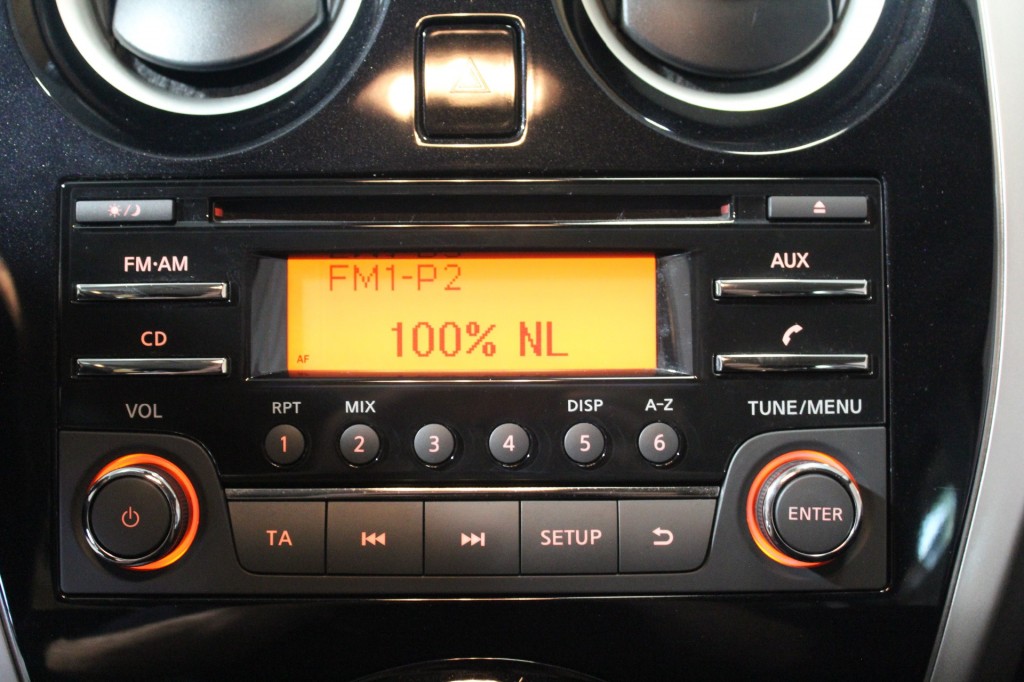 FM·AM
AUX
FM1-P2
CD
100% NL
AF
VOL
RPT
MIX
DISP
A-Z
TUNE/MENU
1 2 3 4 5 6
ENTER
TA
SETUP